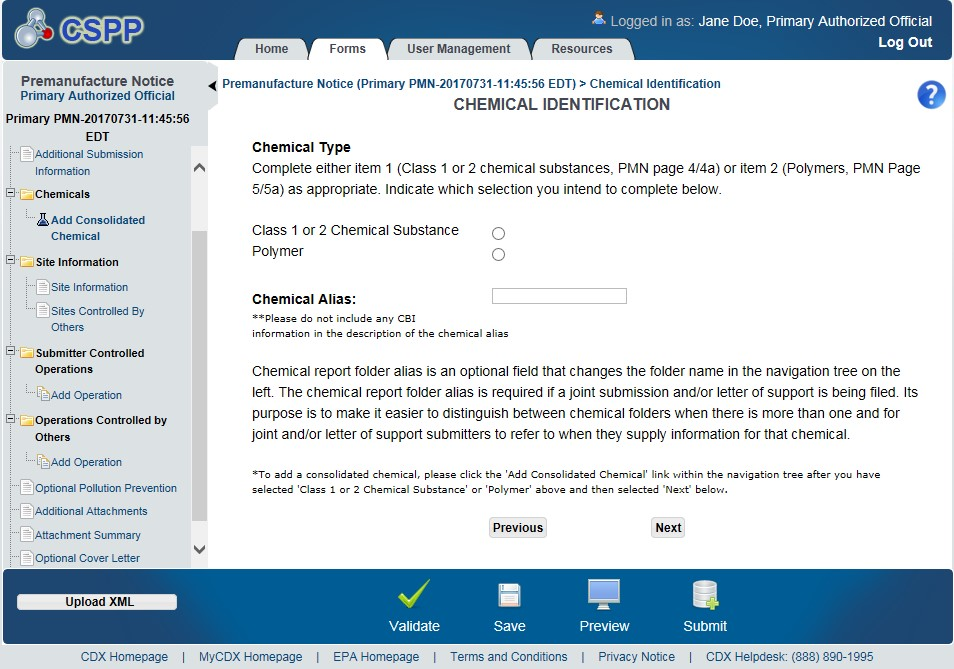 CSPP
Logged in as: Jane Doe, Primary Authorized Official
Log Out
Home
Forms
User Management
Resources
Premanufacture Notice
Primary Authorized Official
Primary PMN-20170731-11:45:56
EDT
Additional Submission
Information
Chemicals
Add Consolidated
Chemical
Site Information
Site Information
Sites Controlled By
Others
Submitter Controlled
Operations
Add Operation
Operations Controlled by
Others
Add Operation
Optional Pollution Prevention
Additional Attachments
Attachment Summary
Optional Cover Letter
Premanufacture Notice (Primary PMN-20170731-11:45:56 EDT) > Chemical Identification
CHEMICAL IDENTIFICATION
?
Chemical Type
Complete either item 1 (Class 1 or 2 chemical substances, PMN page 4/4a) or item 2 (Polymers, PMN Page
5/5a) as appropriate. Indicate which selection you intend to complete below.
Class 1 or 2 Chemical Substance
Polymer
Chemical Alias:
**Please do not include any CBI
information in the description of the chemical alias
Chemical report folder alias is an optional field that changes the folder name in the navigation tree on the
left. The chemical report folder alias is required if a joint submission and/or letter of support is being filed. Its
purpose is to make it easier to distinguish between chemical folders when there is more than one and for
joint and/or letter of support submitters to refer to when they supply information for that chemical.
*To add a consolidated chemical, please click the 'Add Consolidated Chemical' link within the navigation tree after you have
selected 'Class 1 or 2 Chemical Substance' or 'Polymer' above and then selected 'Next' below.
Previous
Next
Upload XML
Validate
Save
Preview
Submit
CDX Homepage | MyCDX Homepage | EPA Homepage | Terms and Conditions | Privacy Notice | CDX Helpdesk: (888) 890-1995